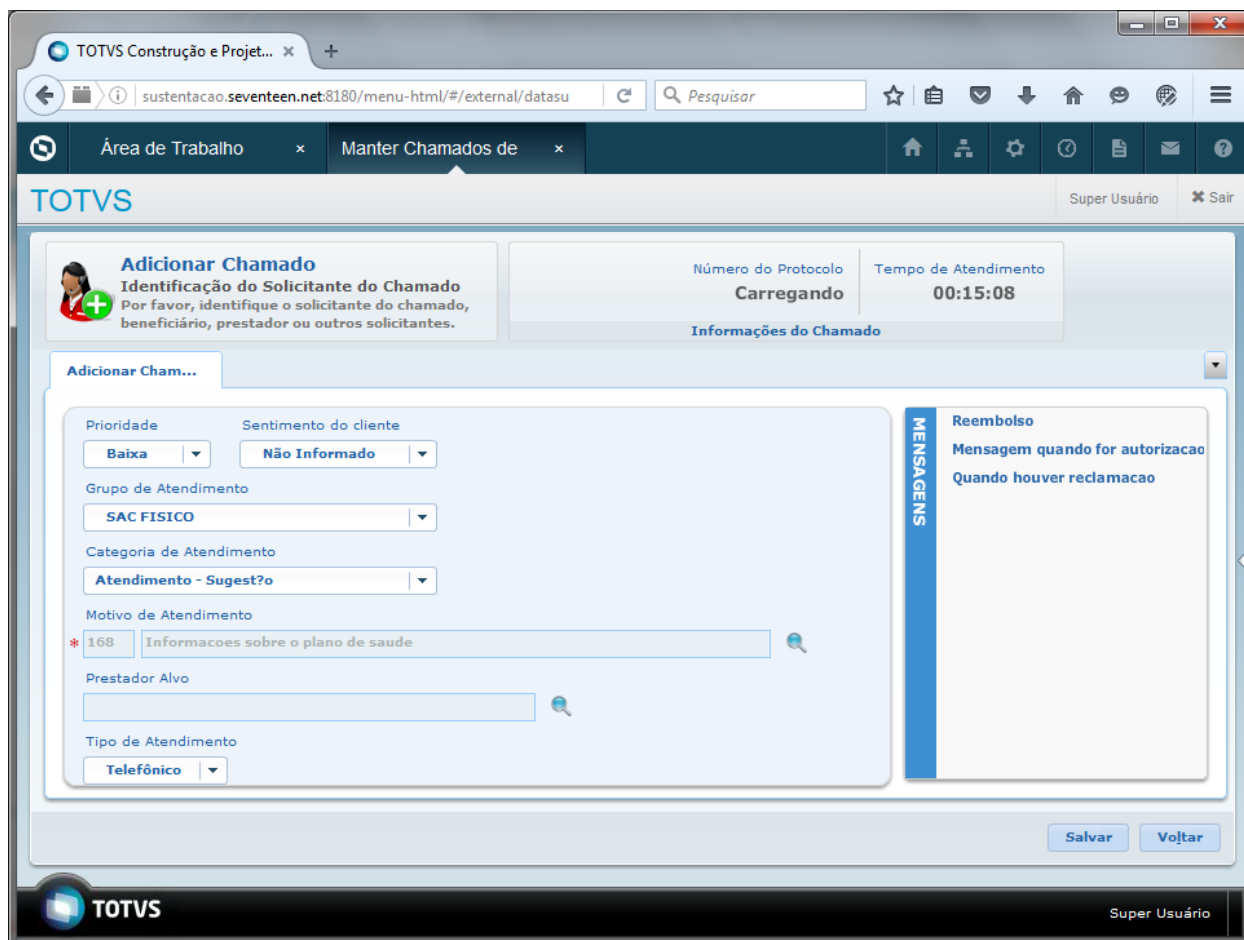 TOTVS Construção e Projet...
sustentacao.seventeen.net:8180/menu-html/#/external/datasu
Pesquisar
Área de Trabalho
Manter Chamados de
TOTVS
Super Usuário
Sair
Adicionar Chamado
Identificação do Solicitante do Chamado
Por favor, identifique o solicitante do chamado,
beneficiário, prestador ou outros solicitantes.
Número do Protocolo
Carregando
Tempo de Atendimento
00:15:08
Informações do Chamado
Adicionar Cham...
Prioridade
Sentimento do cliente
Baixa
Não Informado
Grupo de Atendimento
SAC FISICO
Categoria de Atendimento
Atendimento - Sugest?o
Motivo de Atendimento
* 168 Informacoes sobre o plano de saude
Prestador Alvo
Tipo de Atendimento
Telefônico
MENSAGENS
Reembolso
Mensagem quando for autorizacao
Quando houver reclamacao
Salvar
Voltar
TOTVS
Super Usuário